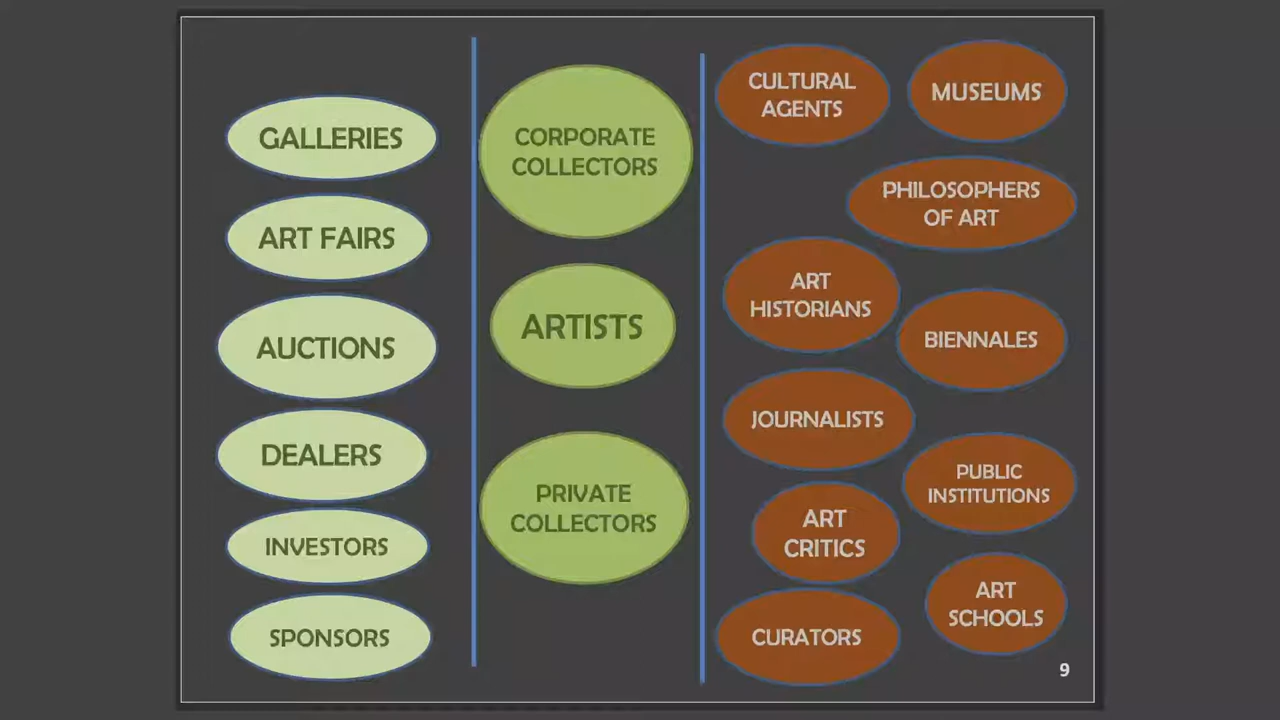 GALLERIES
ART FAIRS
AUCTIONS
DEALERS
INVESTORS
SPONSORS
CORPORATE
COLLECTORS
ARTISTS
PRIVATE
COLLECTORS
CULTURAL
AGENTS
MUSEUMS
PHILOSOPHERS
OF ART
ART
HISTORIANS
BIENNALES
JOURNALISTS
PUBLIC
INSTITUTIONS
ART
CRITICS
ART
SCHOOLS
CURATORS
9